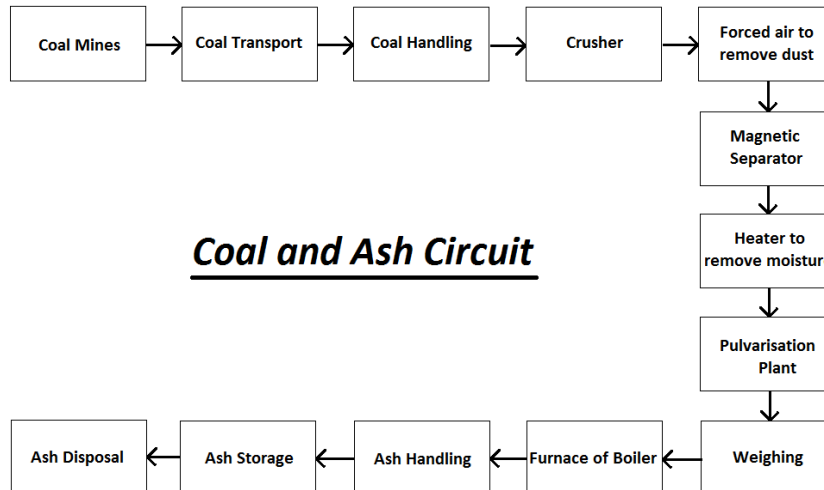 Coal Mines
Coal Transport
Coal Handling
Crusher
Forced air to
remove dust
Magnetic
Separator
Heater to
remove moistur
Pulvarisation
Plant
Weighing
Furnace of Boiler
Ash Handling
Ash Storage
Ash Disposal
Coal and Ash Circuit